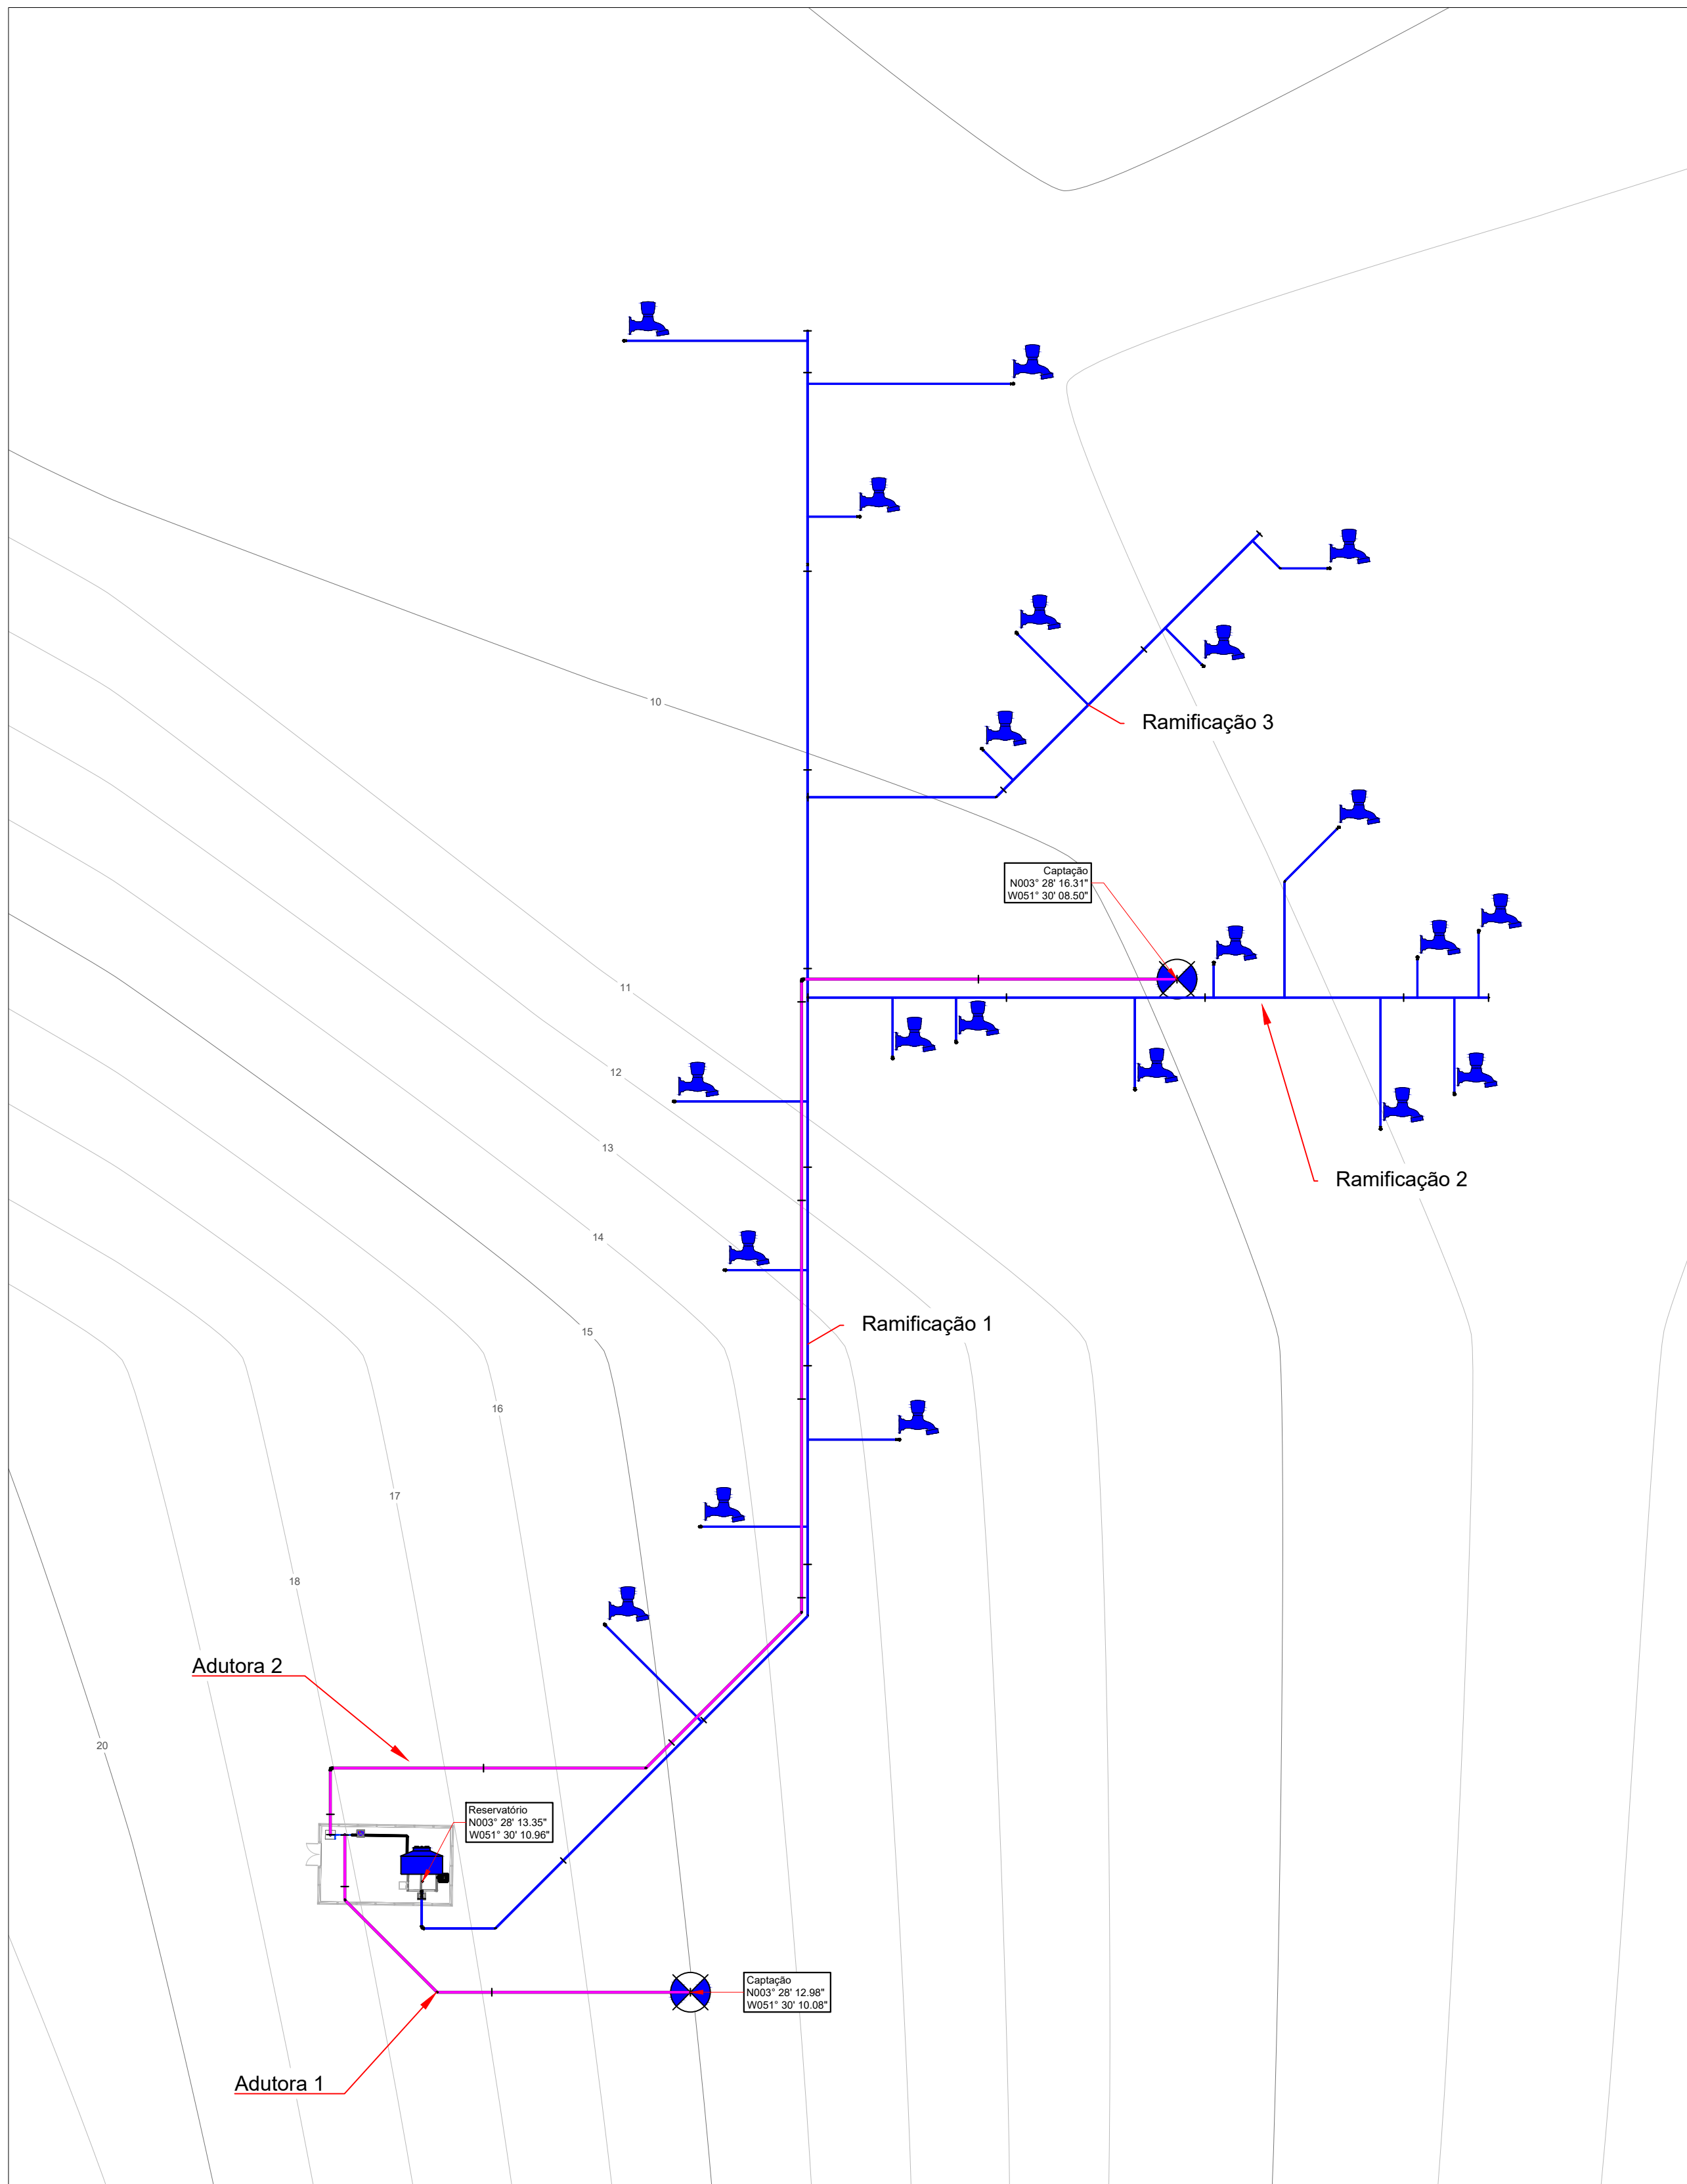 10
Ramificação 3
Captação
N003° 28' 16.31"
W051° 30' 08.50"
11
12
13
Ramificação 2
14
Ramificação 1
15
16
17
18
Adutora 2
20
Reservatório
N003° 28' 13.35"
W051° 30' 10.96"
Captação
N003° 28' 12.98"
W051° 30' 10.08"
Adutora 1